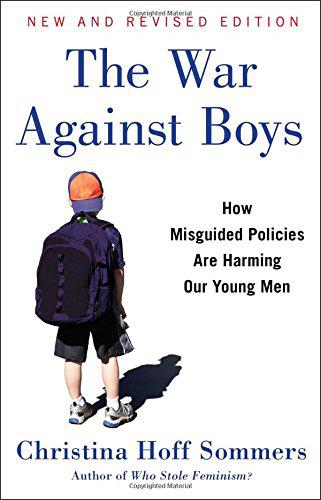 NEW AND REVISED EDITION
The War
Against Boys
How
Misguided Policies
Are Harming
Our Young Men
Christina Hoff Sommers
Author of Who Stole Feminism?